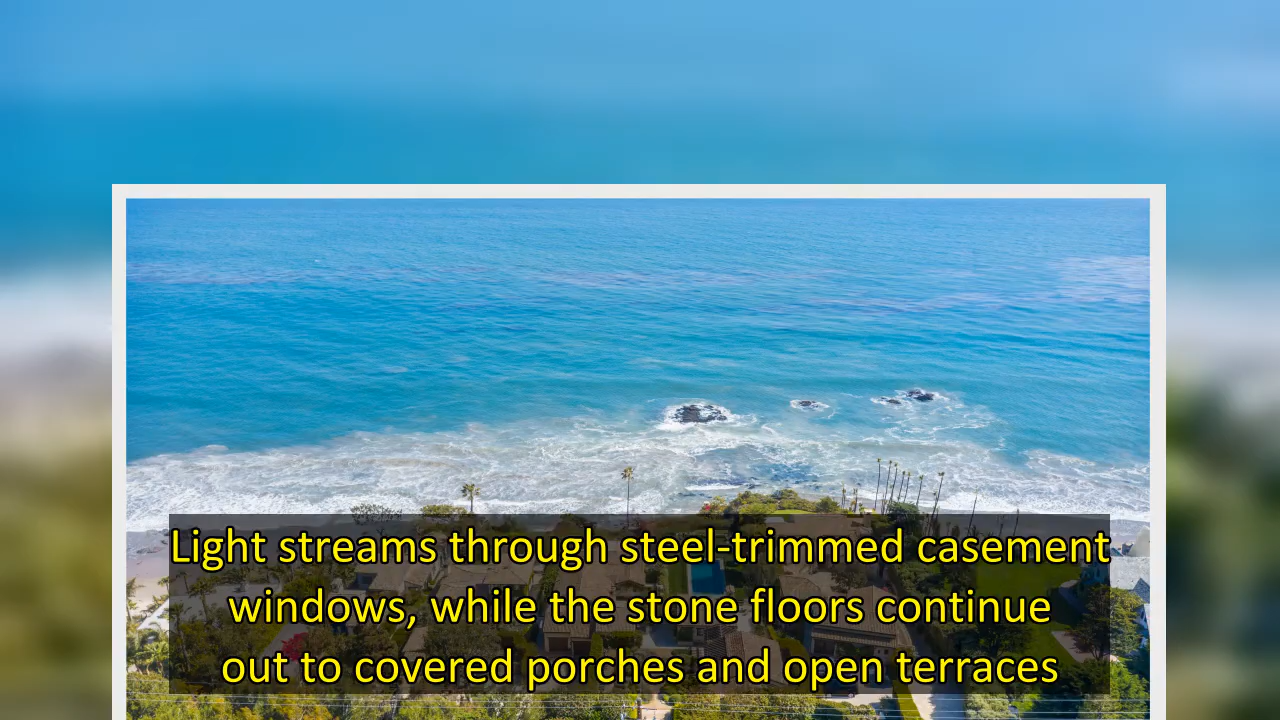 Light streams through steel-trimmed casement
windows, while the stone floors continue
out to covered porches and open terraces